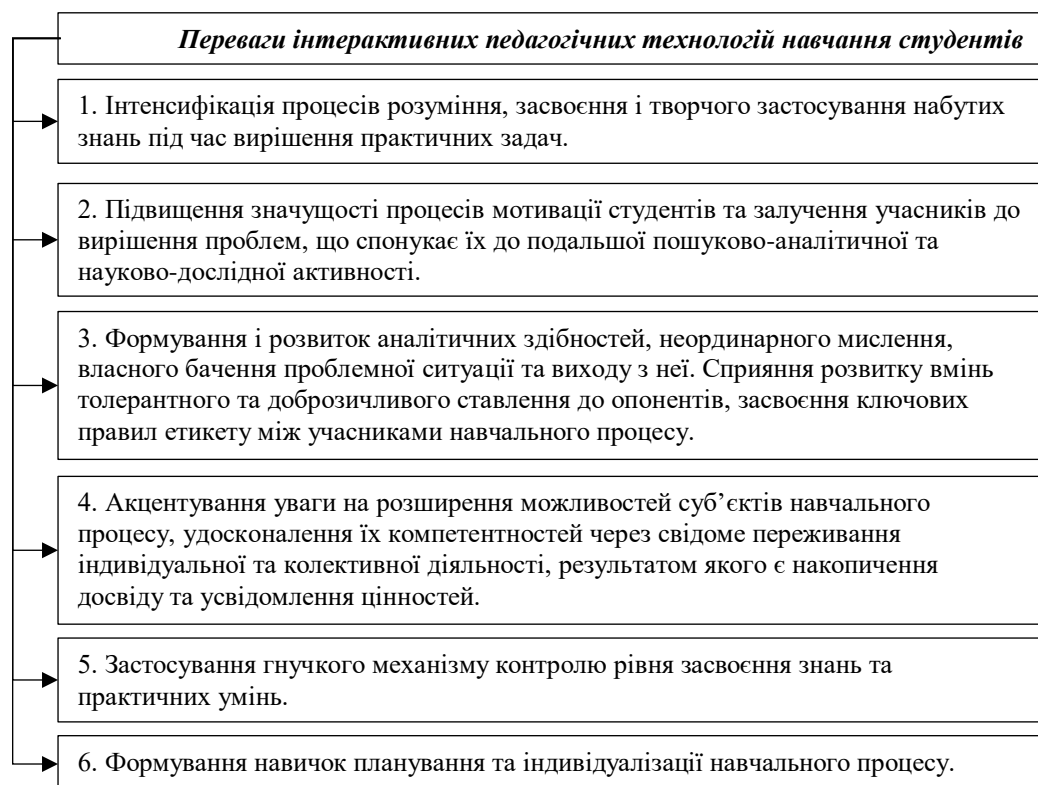 Переваги інтерактивних педагогічних технологій навчання студентів
1. Інтенсифікація процесів розуміння, засвоєння і творчого застосування набутих
знань під час вирішення практичних задач.
2. Підвищення значущості процесів мотивації студентів та залучення учасників до
вирішення проблем, що спонукає їх до подальшої пошуково-аналітичної та
науково-дослідної активності.
3. Формування і розвиток аналітичних здібностей, неординарного мислення,
власного бачення проблемної ситуації та виходу з неї. Сприяння розвитку вмінь
толерантного та доброзичливого ставлення до опонентів, засвоєння ключових
правил етикету між учасниками навчального процесу.
4. Акцентування уваги на розширення можливостей суб’єктів навчального
процесу, удосконалення їх компетентностей через свідоме переживання
індивідуальної та колективної діяльності, результатом якого є накопичення
досвіду та усвідомлення цінностей.
5. Застосування гнучкого механізму контролю рівня засвоєння знань та
практичних умінь.
6. Формування навичок планування та індивідуалізації навчального процесу.